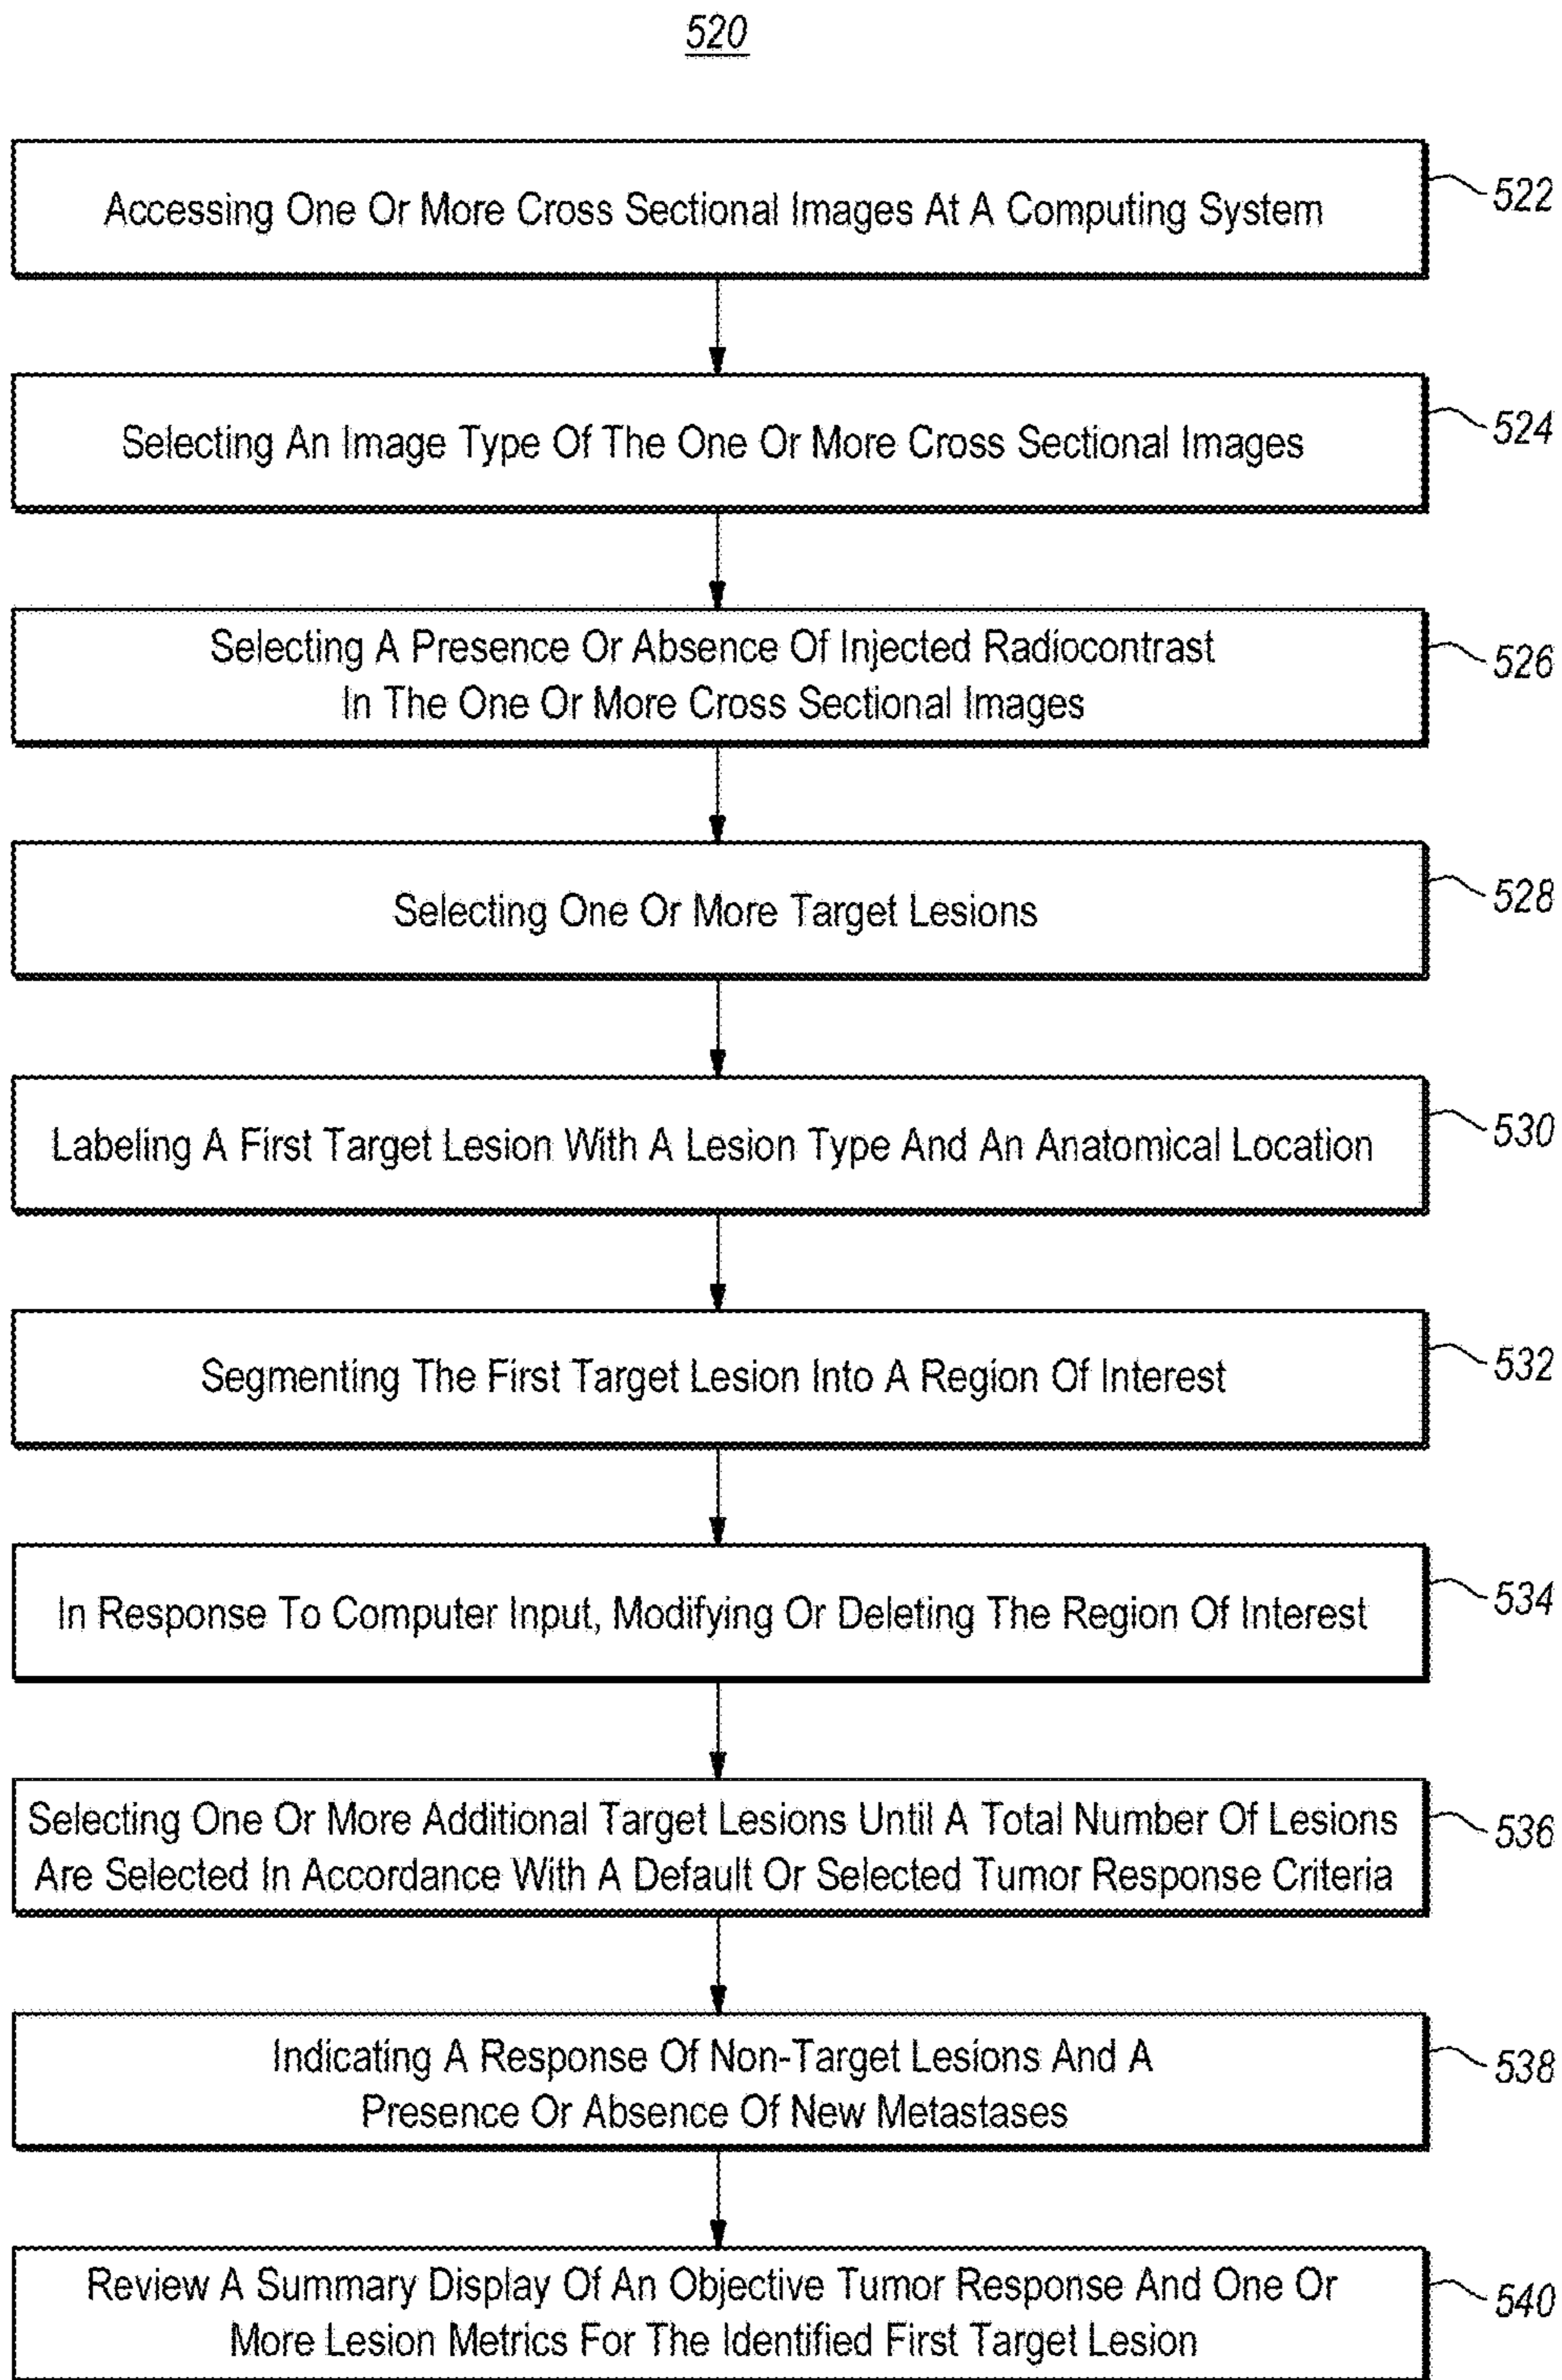 520
Accessing One Or More Cross Sectional Images At A Computing System
522
Selecting An Image Type Of The One Or More Cross Sectional Images
524
Selecting A Presence Or Absence Of Injected Radiocontrast
In The One Or More Cross Sectional Images
526
Selecting One Or More Target Lesions
528
Labeling A First Target Lesion With A Lesion Type And An Anatomical Location
530
Segmenting The First Target Lesion Into A Region Of Interest
532
In Response To Computer Input, Modifying Or Deleting The Region Of Interest
534
Selecting One Or More Additional Target Lesions Until A Total Number Of Lesions
Are Selected In Accordance With A Default Or Selected Tumor Response Criteria
536
Indicating A Response Of Non-Target Lesions And A
Presence Or Absence Of New Metastases
538
Review A Summary Display Of An Objective Tumor Response And One Or
More Lesion Metrics For The Identified First Target Lesion
540